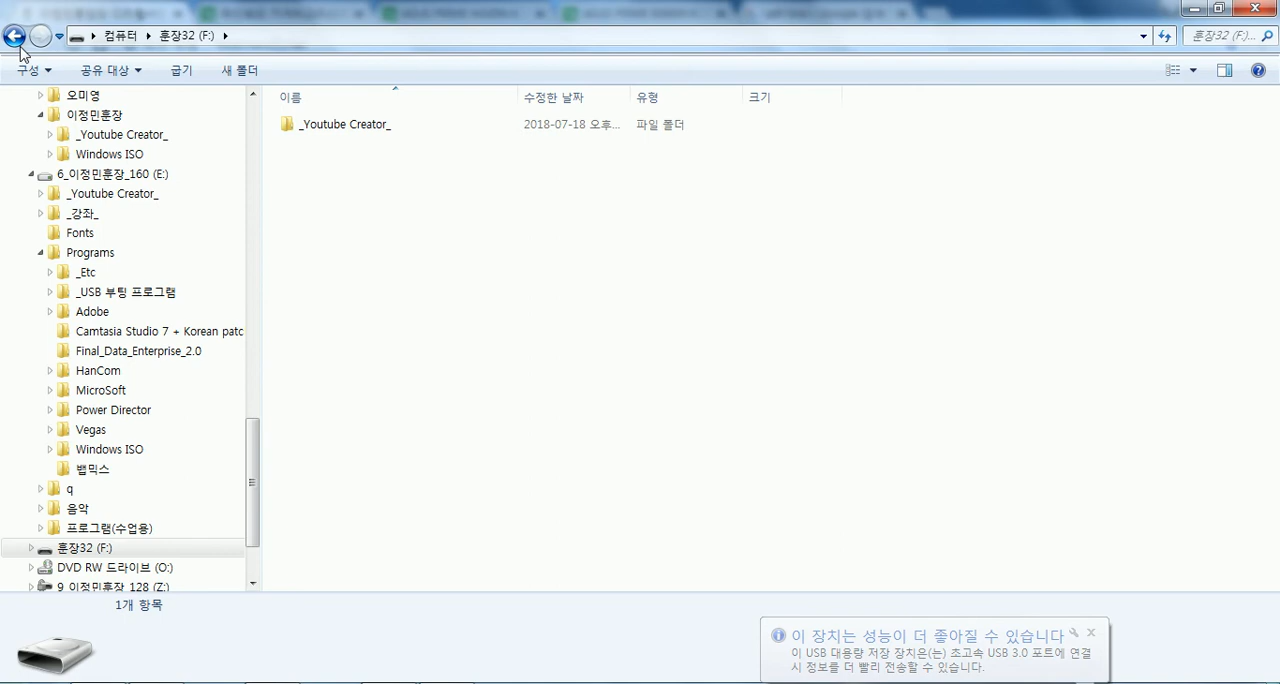 컴퓨터 훈장32 (F:)
훈장32 (F:)...
구성 공유 대상 굽기 새 폴더
이름 수정한 날짜 유형 크기
_Youtube Creator_ 2018-07-18 오후... 파일 폴더
오미영
이정민훈장
_Youtube Creator_
Windows ISO
6_이정민훈장_160 (E:)
_Youtube Creator_
_강좌_
Fonts
Programs
_Etc
_USB 부팅 프로그램
Adobe
Camtasia Studio 7 + Korean patc
Final_Data_Enterprise_2.0
HanCom
MicroSoft
Power Director
Vegas
Windows ISO
뱁믹스
q
음악
프로그램(수업용)
훈장32 (F:)
DVD RW 드라이브 (O:)
9_이정민훈장_128 (Z:)
1개 항목
이 장치는 성능이 더 좋아질 수 있습니다
이 USB 대용량 저장 장치은(는) 초고속 USB 3.0 포트에 연결
시 정보를 더 빨리 전송할 수 있습니다.